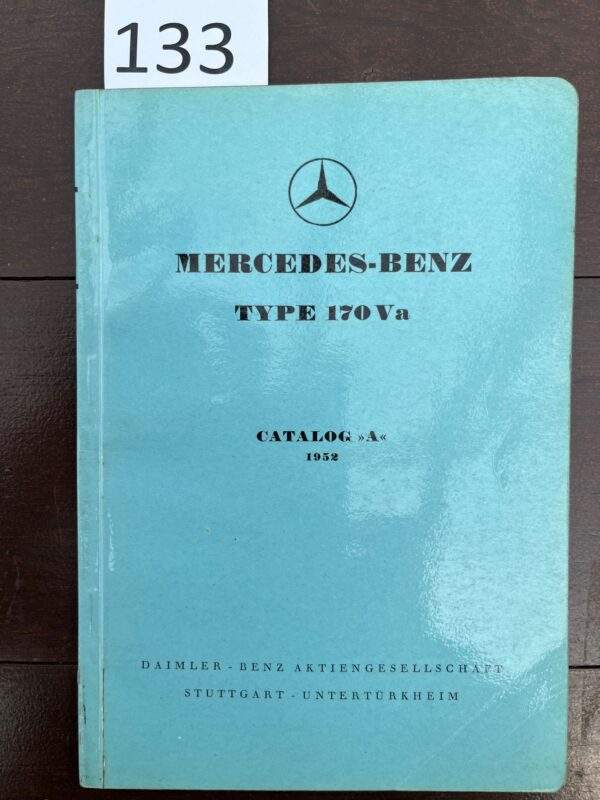 133
MERCEDES-BENZ
TYPE 170 Va
CATALOG »A«
1952
DAIMLER - BENZ AKTIENGESELLSCHAFT
STUTTGART - UNTERTÜRKHEIM